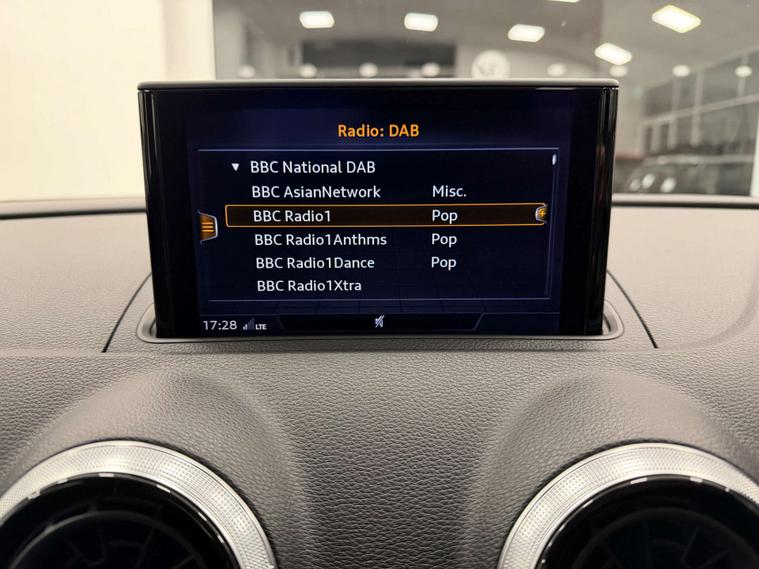 Radio: DAB
BBC National DAB
BBC AsianNetwork Misc.
BBC Radio1 Pop
BBC Radio1Anthms Pop
BBC Radio1Dance Pop
BBC Radio1Xtra
17:28 LTE